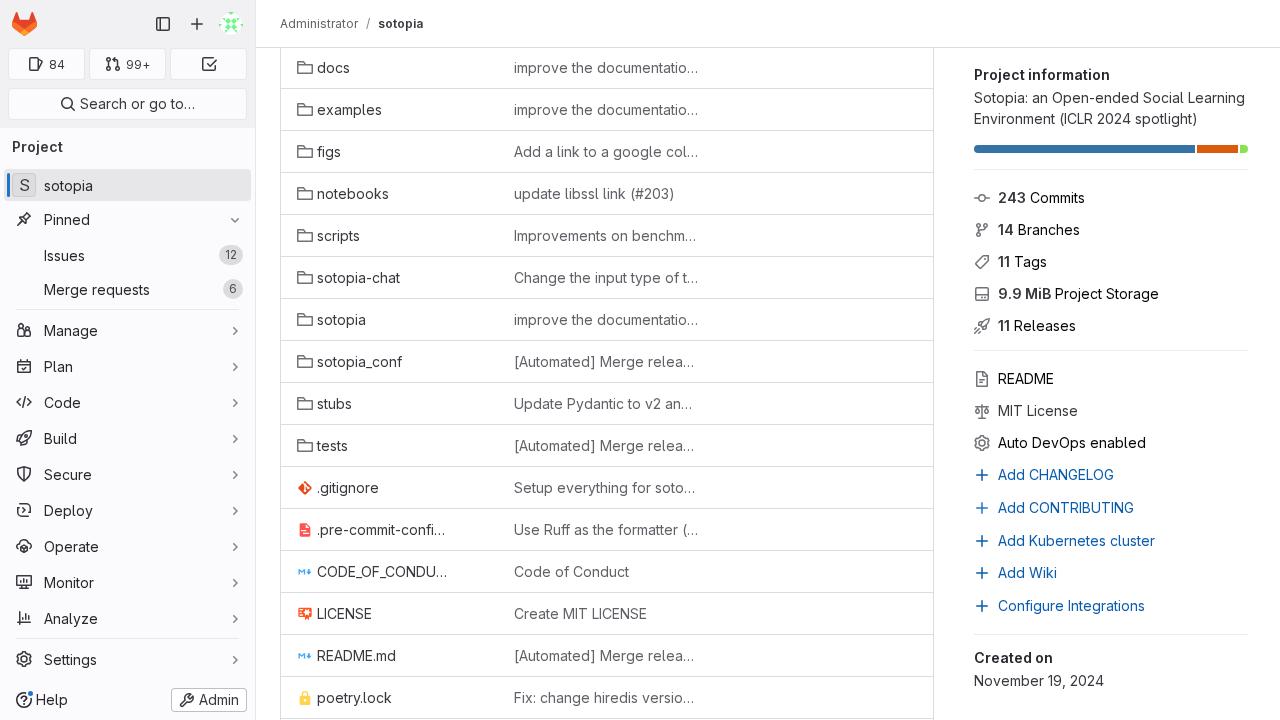 Administrator / sotopia
84
99+
Search or go to…
Project
S sotopia
Pinned
Issues 12
Merge requests 6
Manage
Plan
Code
Build
Secure
Deploy
Operate
Monitor
Analyze
Settings
Help
Admin
docs improve the documentatio…
examples improve the documentatio…
figs Add a link to a google col…
notebooks update libssl link (#203)
scripts Improvements on benchm…
sotopia-chat Change the input type of t…
sotopia improve the documentatio…
sotopia_conf [Automated] Merge relea…
stubs Update Pydantic to v2 an…
tests [Automated] Merge relea…
.gitignore Setup everything for soto…
.pre-commit-confi… Use Ruff as the formatter (…
CODE_OF_CONDU… Code of Conduct
LICENSE Create MIT LICENSE
README.md [Automated] Merge relea…
poetry.lock Fix: change hiredis versio…
Project information
Sotopia: an Open-ended Social Learning
Environment (ICLR 2024 spotlight)
243 Commits
14 Branches
11 Tags
9.9 MiB Project Storage
11 Releases
README
MIT License
Auto DevOps enabled
Add CHANGELOG
Add CONTRIBUTING
Add Kubernetes cluster
Add Wiki
Configure Integrations
Created on
November 19, 2024